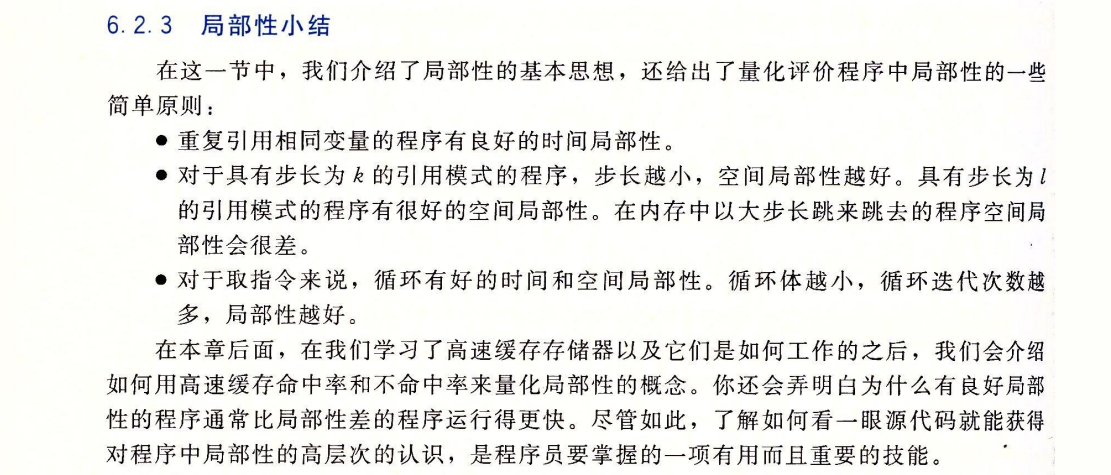 6.2.3 局部性小结
在这一节中，我们介绍了局部性的基本思想，还给出了量化评价程序中局部性的一些
简单原则：
● 重复引用相同变量的程序有良好的时间局部性。
● 对于具有步长为 k 的引用模式的程序，步长越小，空间局部性越好。具有步长为 l
的引用模式的程序有很好的空间局部性。在内存中以大步长跳来跳去的程序空间局
部性会很差。
● 对于取指令来说，循环有好的时间和空间局部性。循环体越小，循环迭代次数越
多，局部性越好。
在本章后面，在我们学习了高速缓存存储器以及它们是如何工作的之后，我们会介绍
如何用高速缓存命中率和不命中率来量化局部性的概念。你还会弄明白为什么有良好局部
性的程序通常比局部性差的程序运行得更快。尽管如此，了解如何看一眼源代码就能获得
对程序中局部性的高层次的认识，是程序员要掌握的一项有用而且重要的技能。